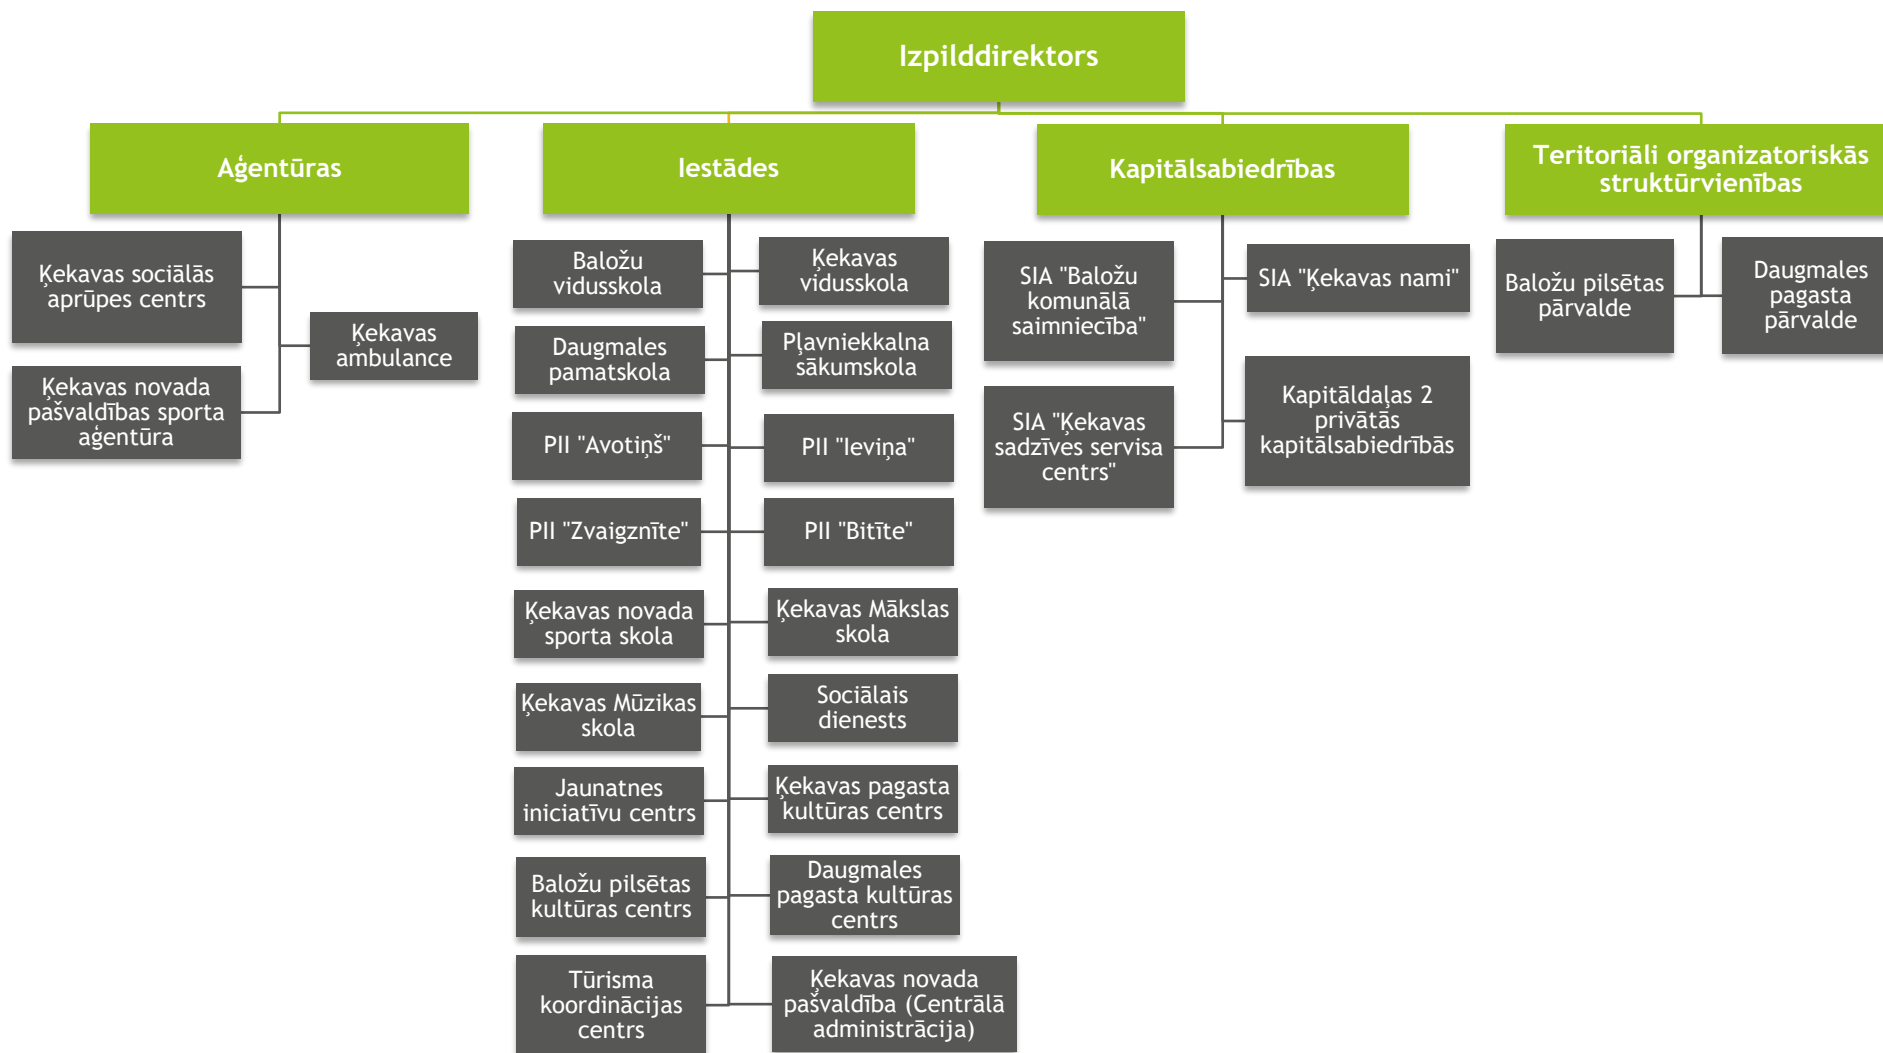 Izpilddirektors
Aģentūras
Ķekavas sociālās
aprūpes centrs
Ķekavas
ambulance
Ķekavas novada
pašvaldības sporta
aģentūra
Iestādes
Baložu
vidusskola
Ķekavas
vidusskola
Daugmales
pamatskola
Pļavniekkalna
sākumskola
PII "Avotiņš"
PII "Ieviņa"
PII "Zvaigznīte"
PII "Bitīte"
Ķekavas novada
sporta skola
Ķekavas Mākslas
skola
Ķekavas Mūzikas
skola
Sociālais
dienests
Jaunatnes
iniciatīvu centrs
Ķekavas pagasta
kultūras centrs
Baložu pilsētas
kultūras centrs
Daugmales
pagasta kultūras
centrs
Tūrisma
koordinācijas
centrs
Ķekavas novada
pašvaldība (Centrālā
administrācija)
Kapitālsabiedrības
SIA "Baložu
komunālā
saimniecība"
SIA "Ķekavas nami"
SIA "Ķekavas
sadzīves servisa
centrs"
Kapitāldaļas 2
privātās
kapitālsabiedrībās
Teritoriāli organizatoriskās
struktūrvienības
Baložu pilsētas
pārvalde
Daugmales
pagasta
pārvalde